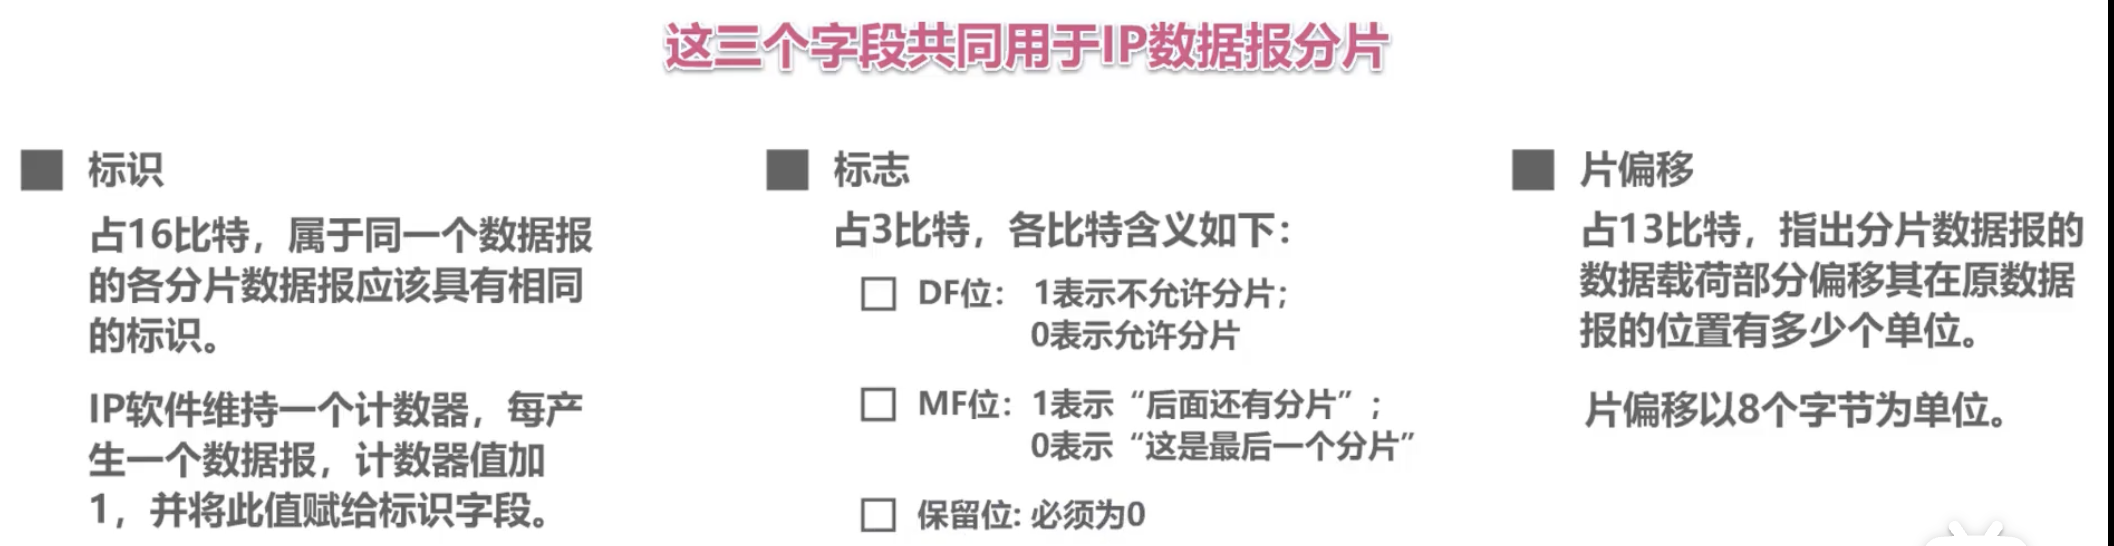 这三个字段共同用于IP数据报分片
标识
占16比特，属于同一个数据报
的各分片数据报应该具有相同
的标识。
IP软件维持一个计数器，每产
生一个数据报，计数器值加
1，并将此值赋给标识字段。
标志
占3比特，各比特含义如下：
DF位： 1表示不允许分片；
0表示允许分片
MF位：1表示“后面还有分片”；
0表示“这是最后一个分片”
保留位: 必须为0
片偏移
占13比特，指出分片数据报的
数据载荷部分偏移其在原数据
报的位置有多少个单位。
片偏移以8个字节为单位。